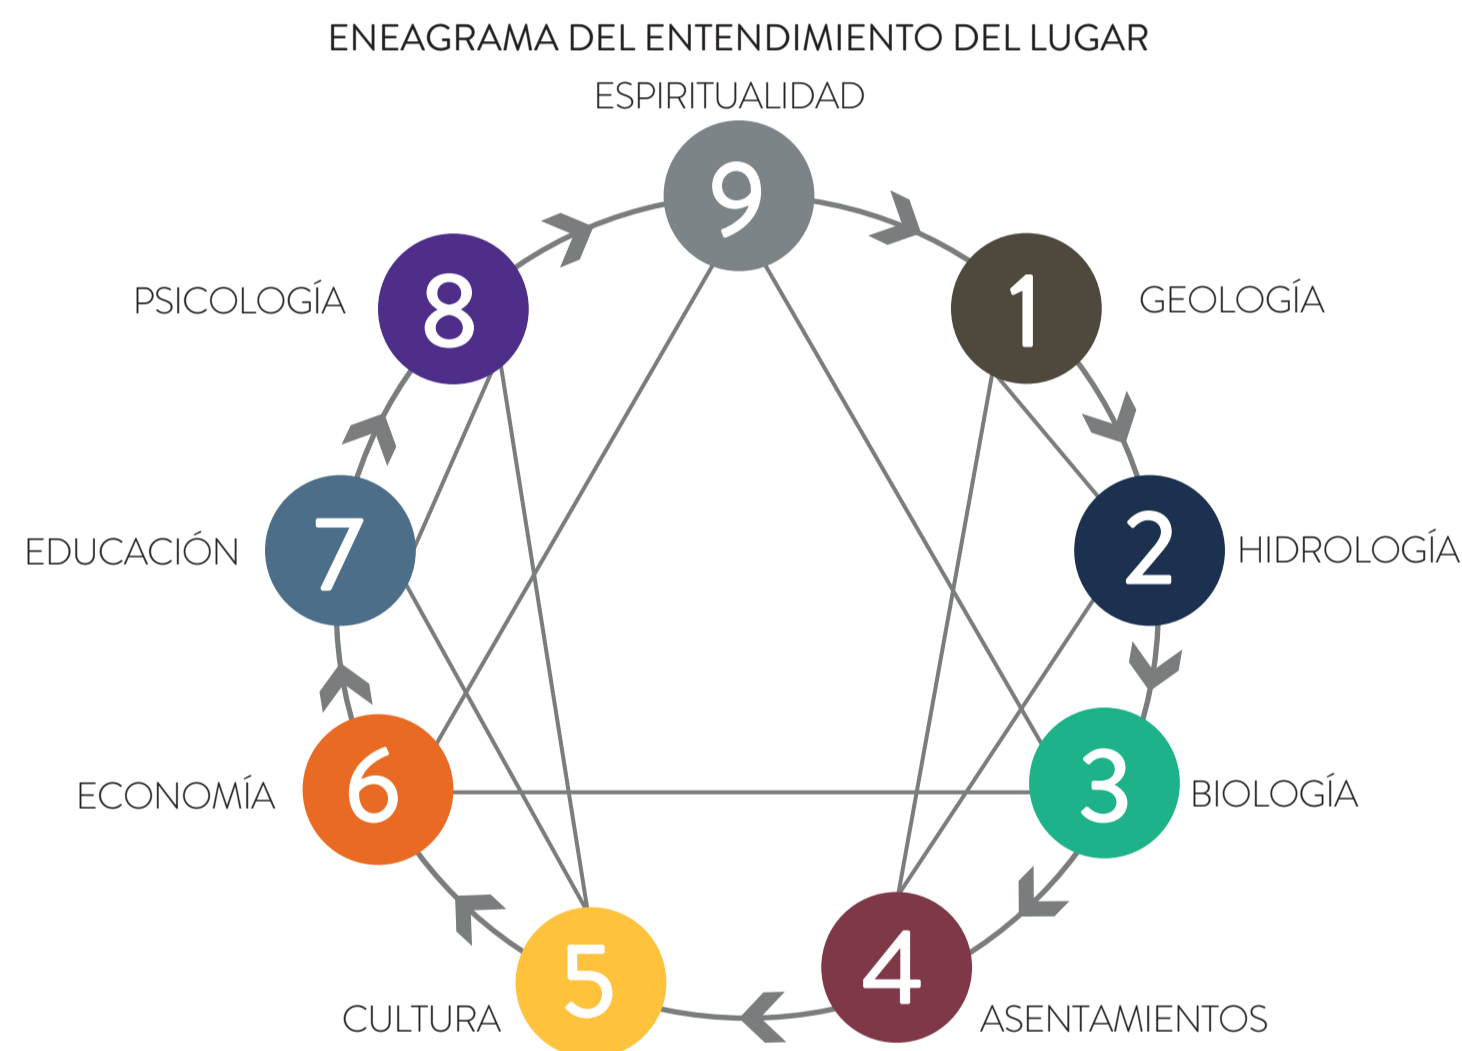 ENEAGRAMA DEL ENTENDIMIENTO DEL LUGAR
ESPIRITUALIDAD
9
PSICOLOGÍA
8
1
GEOLOGÍA
EDUCACIÓN
7
2
HIDROLOGÍA
ECONOMÍA
6
3
BIOLOGÍA
CULTURA
5
4
ASENTAMIENTOS